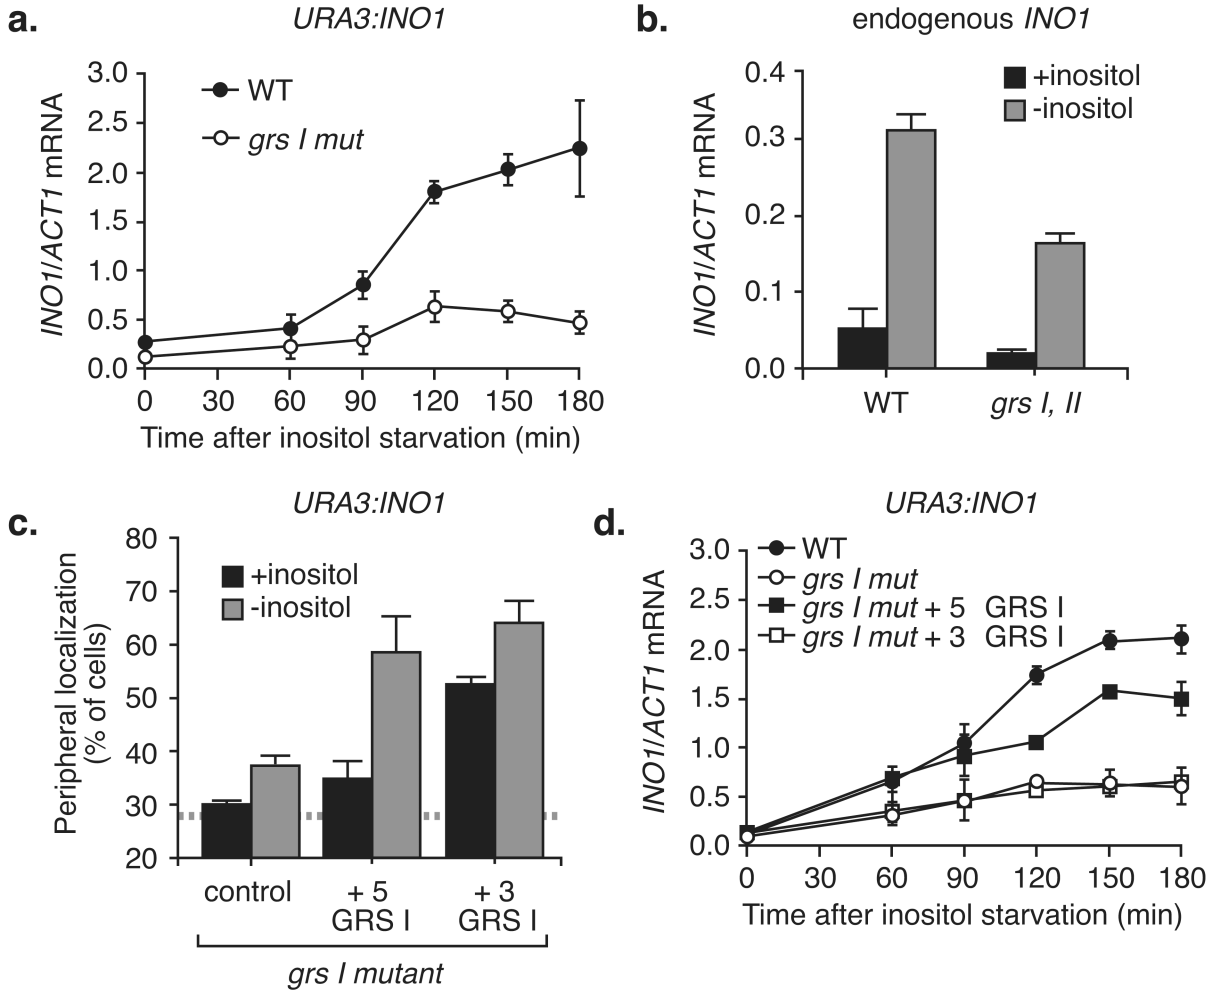 a.
URA3:INO1
INO1/ACT1 mRNA
3.0
2.5
2.0
1.5
1.0
0.5
0.0
WT
grs I mut
0 30 60 90 120 150 180
Time after inositol starvation (min)
b.
endogenous INO1
INO1/ACT1 mRNA
0.4
0.3
0.2
0.1
0.0
+inositol
-inositol
WT grs I, II
c.
URA3:INO1
Peripheral localization
(% of cells)
80
70
60
50
40
30
20
+inositol
-inositol
control + 5 + 3
GRS I GRS I
grs I mutant
d.
URA3:INO1
INO1/ACT1 mRNA
3.0
2.5
2.0
1.5
1.0
0.5
0.0
WT
grs I mut
grs I mut + 5 GRS I
grs I mut + 3 GRS I
0 30 60 90 120 150 180
Time after inositol starvation (min)